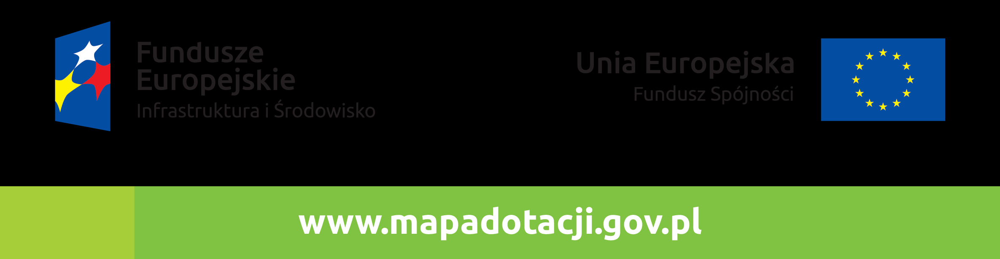 Fundusze
Europejskie
Infrastruktura i Środowisko
Unia Europejska
Fundusz Spójności
www.mapadotacji.gov.pl